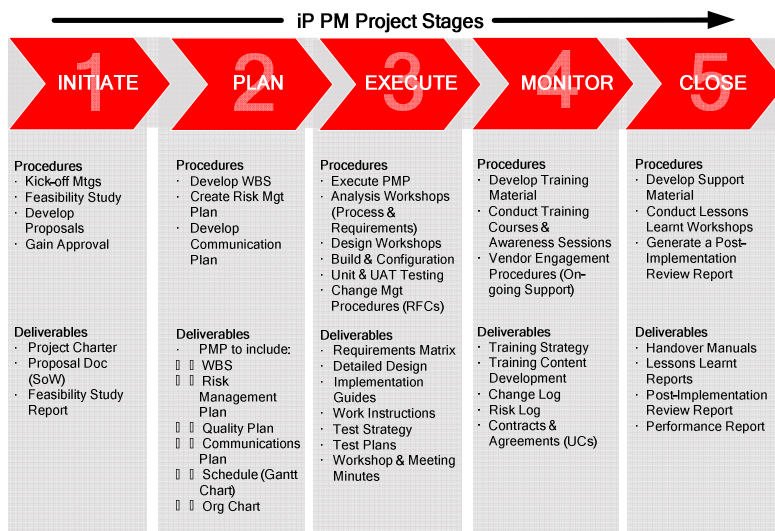 iP PM Project Stages
1
INITIATE
2
PLAN
3
EXECUTE
4
MONITOR
5
CLOSE
Procedures
· Kick-off Mtgs
· Feasibility Study
· Develop
Proposals
· Gain Approval
Deliverables
· Project Charter
· Proposal Doc
(SoW)
· Feasibility Study
Report
Procedures
· Develop WBS
· Create Risk Mgt
Plan
· Develop
Communication
Plan
Deliverables
· PMP to include:
WBS
Risk
Management
Plan
Quality Plan
Communications
Plan
Schedule (Gantt
Chart)
Org Chart
Procedures
· Execute PMP
· Analysis Workshops
(Process &
Requirements)
· Design Workshops
· Build & Configuration
· Unit & UAT Testing
· Change Mgt
Procedures (RFCs)
Deliverables
· Requirements Matrix
· Detailed Design
· Implementation
Guides
· Work Instructions
· Test Strategy
· Test Plans
· Workshop & Meeting
Minutes
Procedures
· Develop Training
Material
· Conduct Training
Courses &
Awareness Sessions
· Vendor Engagement
Procedures (On-
going Support)
Deliverables
· Training Strategy
· Training Content
Development
· Change Log
· Risk Log
· Contracts &
Agreements (UCs)
Procedures
· Develop Support
Material
· Conduct Lessons
Learnt Workshops
· Generate a Post-
Implementation
Review Report
Deliverables
· Handover Manuals
· Lessons Learnt
Reports
· Post-Implementation
Review Report
· Performance Report